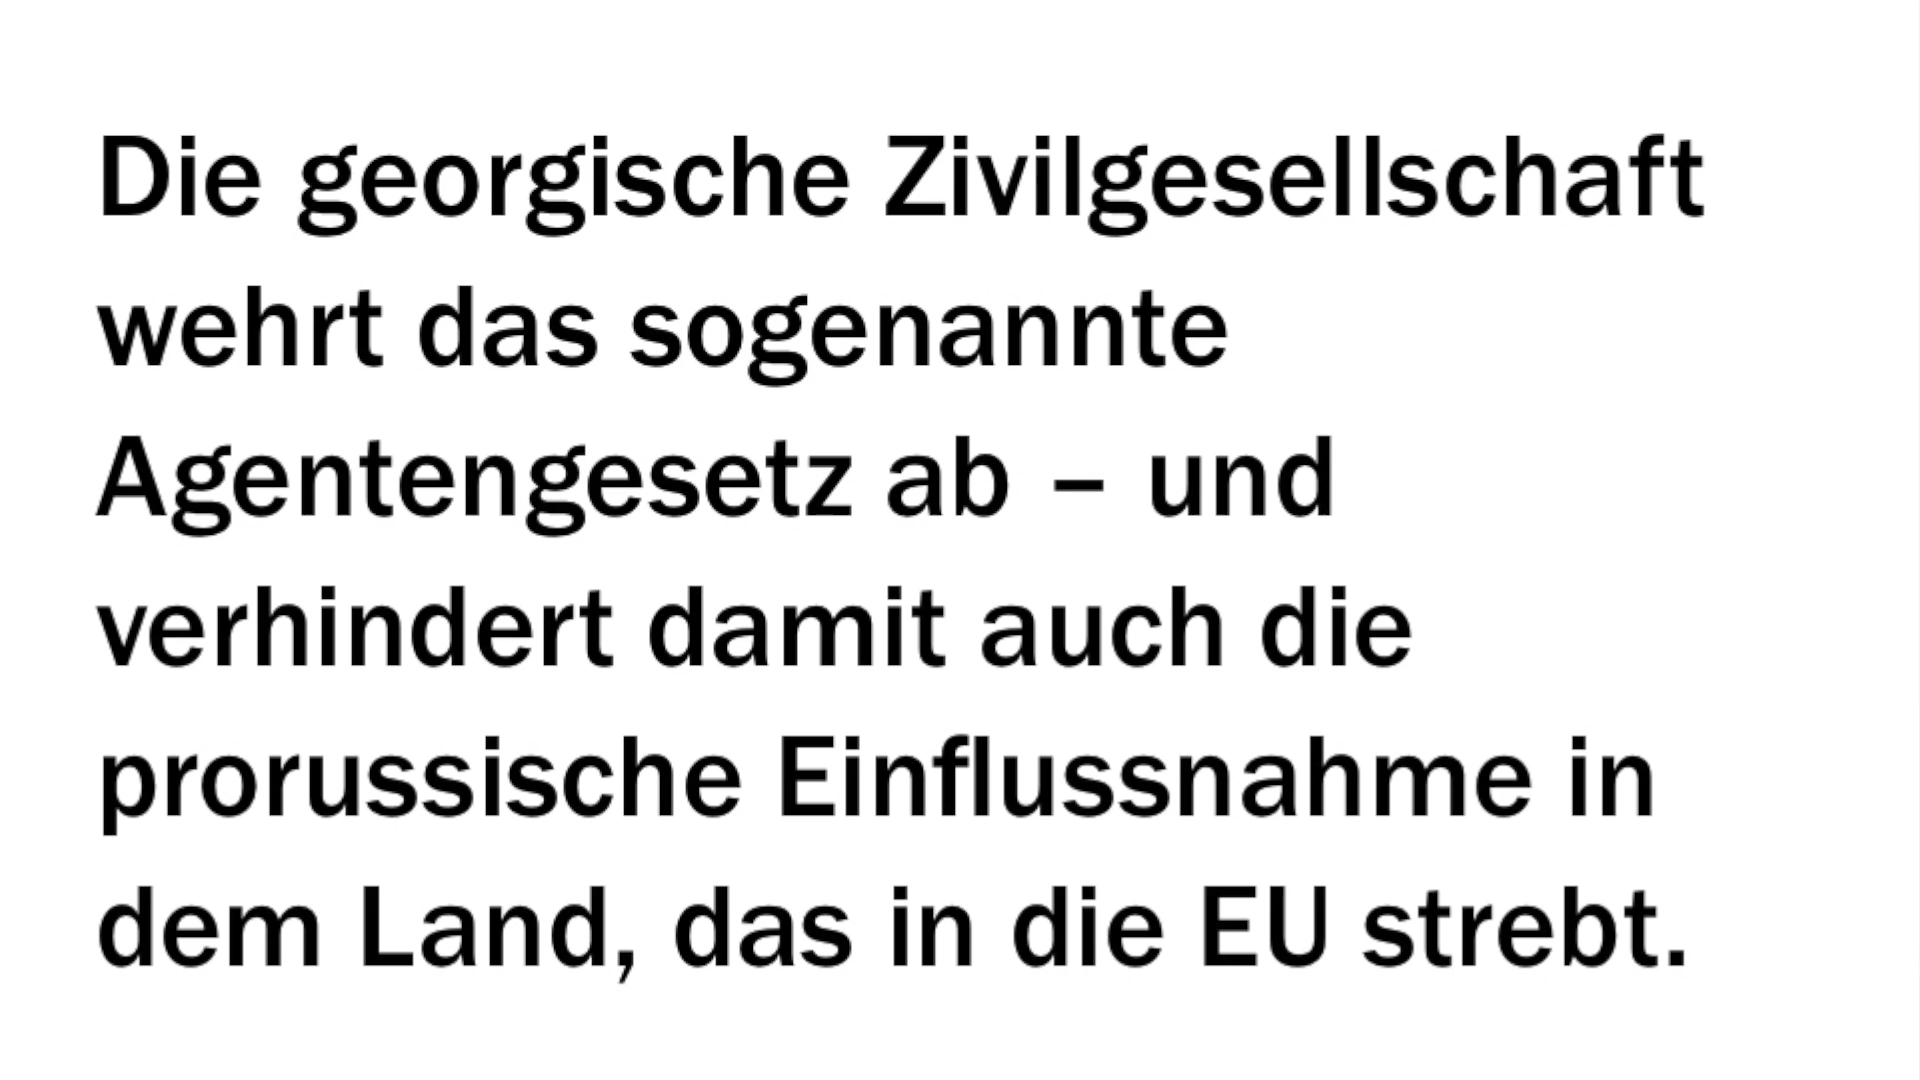 Die georgische Zivilgesellschaft
wehrt das sogenannte
Agentengesetz ab – und
verhindert damit auch die
prorussische Einflussnahme in
dem Land, das in die EU strebt.